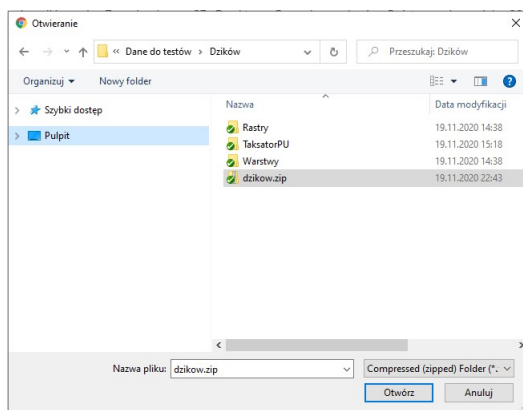 Otwieranie
« Dane do testów › Dzików
Przeszukaj: Dzików
Organizuj
Nowy folder
Szybki dostęp
Pulpit
Nazwa
Data modyfikacji
Rastry
19.11.2020 14:38
TaksatorPU
19.11.2020 15:18
Warstwy
19.11.2020 14:38
dzikow.zip
19.11.2020 22:43
Nazwa pliku:
dzikow.zip
Compressed (zipped) Folder (*.
Otwórz
Anuluj